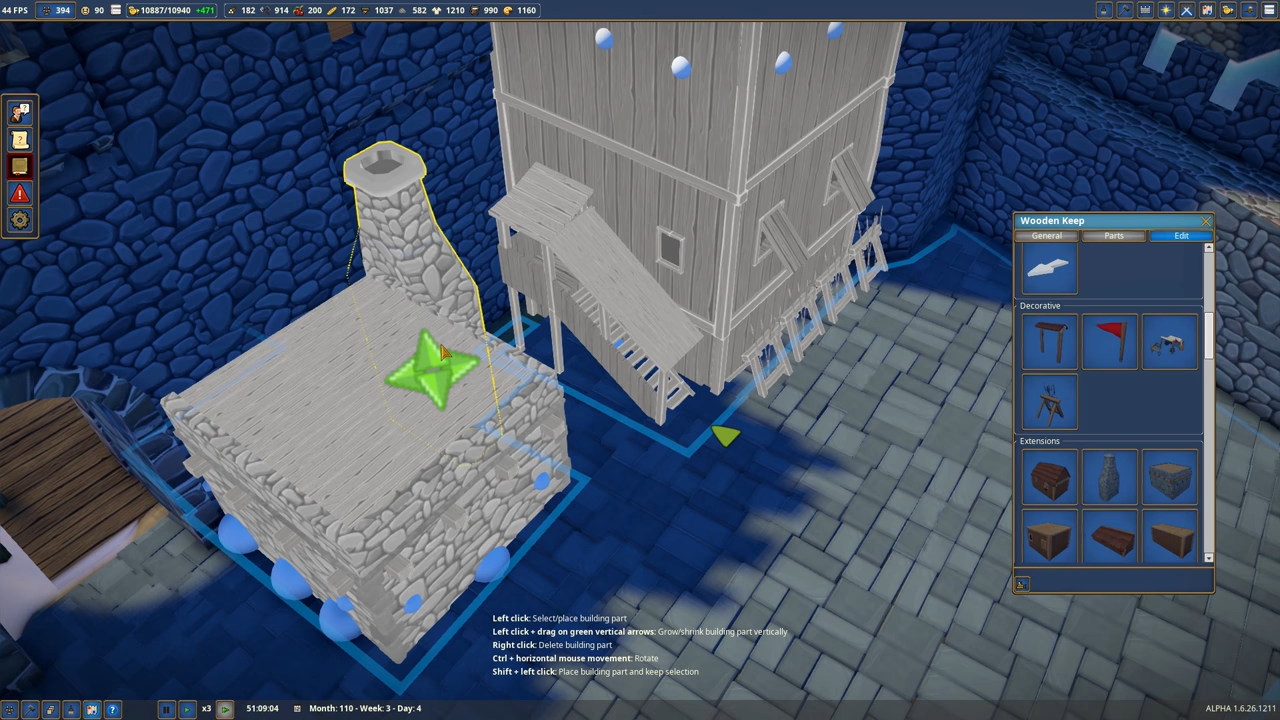 44 FPS 394 90 10887/10940 +471 182 914 200 172 1037 582 1210 990 1160
Wooden Keep
General Parts Edit
Decorative
Extensions
Left click: Select/place building part
Left click + drag on green vertical arrows: Grow/shrink building part vertically
Right click: Delete building part
Ctrl + horizontal mouse movement: Rotate
Shift + left click: Place building part and keep selection
x3 51:09:04 Month: 110 - Week: 3 - Day: 4 ALPHA 1.6.26.1211